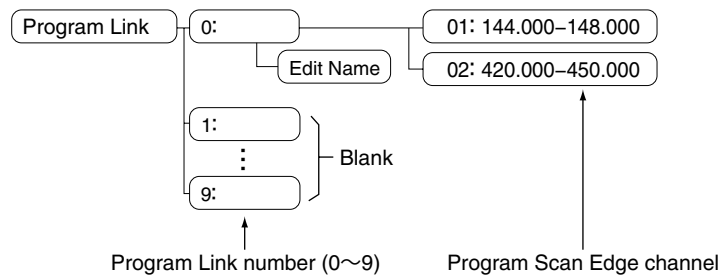 Program Link
0:
01: 144.000–148.000
Edit Name
02: 420.000–450.000
1:
Blank
9:
Program Link number (0～9)
Program Scan Edge channel